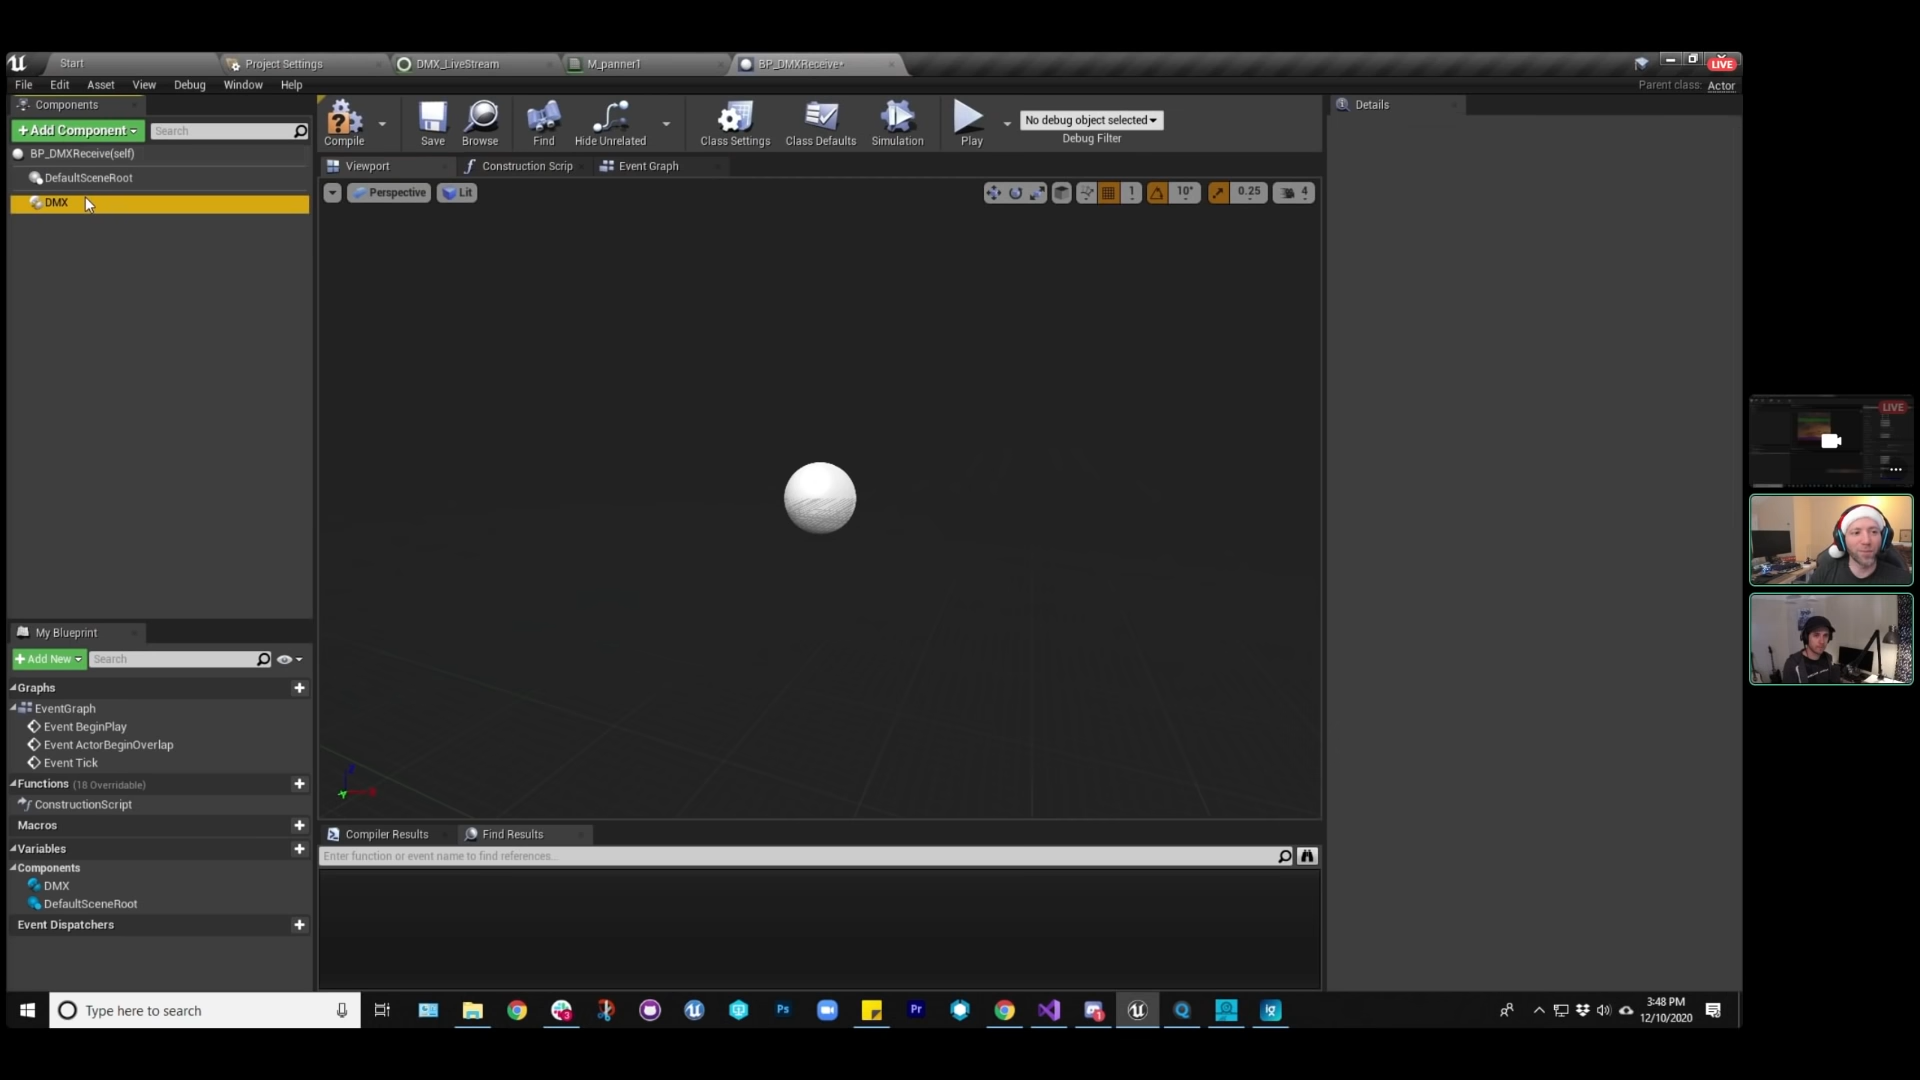 Start
Project Settings
DMX_LiveStream
M_panner1
BP_DMXReceive*
LIVE
File Edit Asset View Debug Window Help
Parent class: Actor
Components
+Add Component
Search
BP_DMXReceive(self)
DefaultSceneRoot
DMX
Compile
Save
Browse
Find
Hide Unrelated
Class Settings
Class Defaults
Simulation
Play
No debug object selected
Debug Filter
Details
Viewport
Construction Scrip
Event Graph
Perspective
Lit
1
10°
0.25
4
LIVE
My Blueprint
+Add New
Search
Graphs
EventGraph
Event BeginPlay
Event ActorBeginOverlap
Event Tick
Functions (18 Overridable)
ConstructionScript
Macros
Variables
Components
DMX
DefaultSceneRoot
Event Dispatchers
Compiler Results
Find Results
Enter function or event name to find references...
Type here to search
Ps
Pr
3:48 PM
12/10/2020